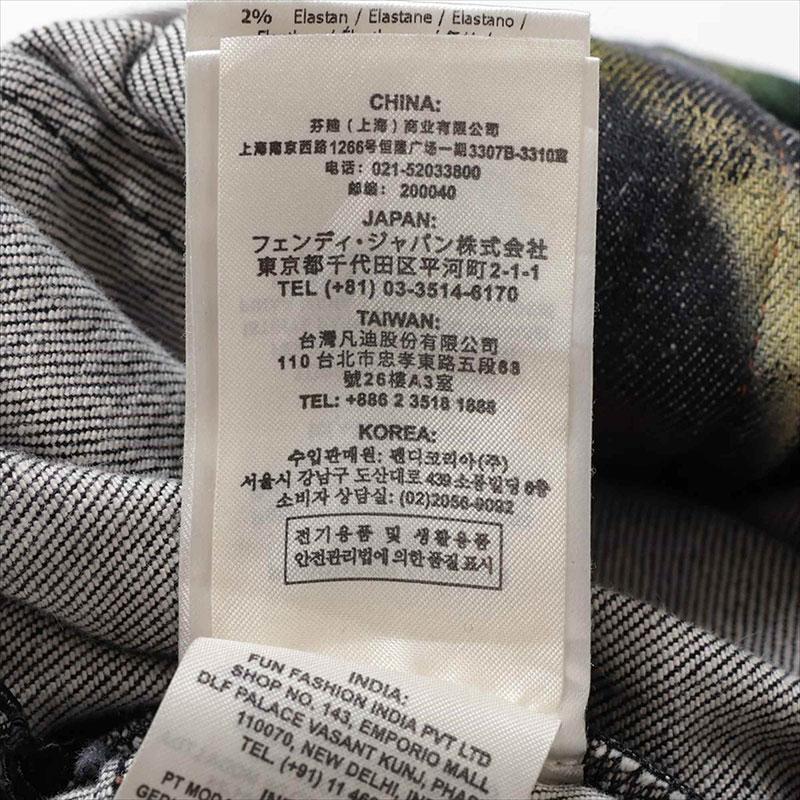 2% Elastan / Elastane / Elastano /
CHINA:
芬迪（上海）商业有限公司
上海南京西路1266号恒隆广场一期3307B-3310室
电话: 021-52033800
邮编: 200040
JAPAN:
フェンディ・ジャパン株式会社
東京都千代田区平河町2-1-1
TEL (+81) 03-3514-6170
TAIWAN:
台灣凡迪股份有限公司
110 台北市忠孝東路五段68
號26樓A3室
TEL: +886 2 3518 1688
KOREA:
수입판매원: 펜디코리아(주)
서울시 강남구 도산대로 439 소풍빌딩 6층
소비자 상담실: (02)2056-9092
전기용품 및 생활용품
안전관리법에 의한 품질 표시
INDIA:
FUN FASHION INDIA PVT LTD
SHOP NO. 143, EMPORIO MALL
DLF PALACE VASANT KUNJ,
110070, NEW DELHI,
TEL. (+91) 11
PT